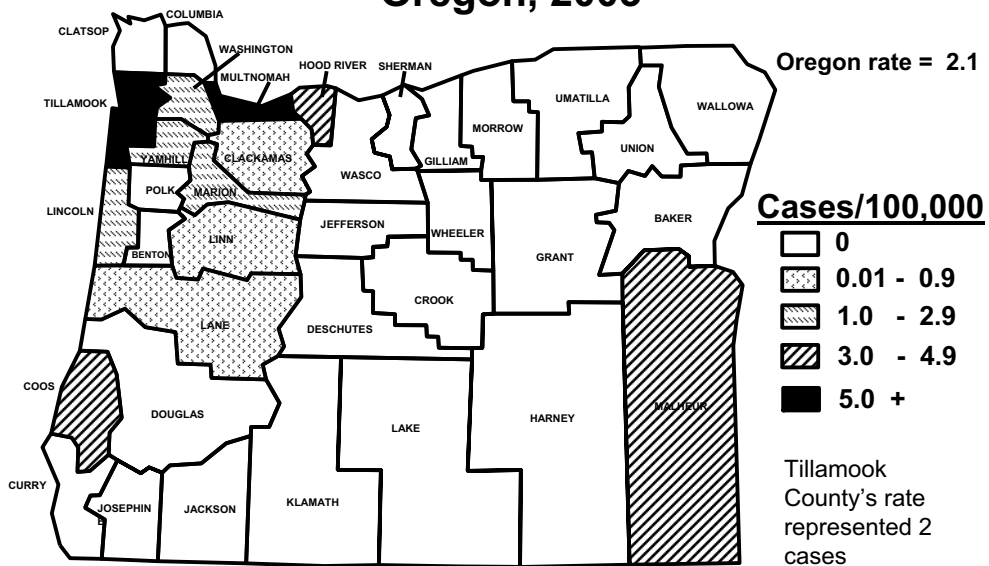 Oregon, 2005
COLUMBIA
CLATSOP
WASHINGTON
MULTNOMAH
HOOD RIVER
SHERMAN
Oregon rate = 2.1
TILLAMOOK
UMATILLA
WALLOWA
MORROW
UNION
YAMHILL
CLACKAMAS
GILLIAM
WASCO
POLK
MARION
LINCOLN
JEFFERSON
WHEELER
BAKER
LINN
BENTON
GRANT
CROOK
LANE
DESCHUTES
Cases/100,000
0
0.01 - 0.9
1.0 - 2.9
3.0 - 4.9
5.0 +
COOS
DOUGLAS
LAKE
HARNEY
MALHEUR
CURRY
JOSEPHIN
E
JACKSON
KLAMATH
Tillamook
County's rate
represented 2
cases